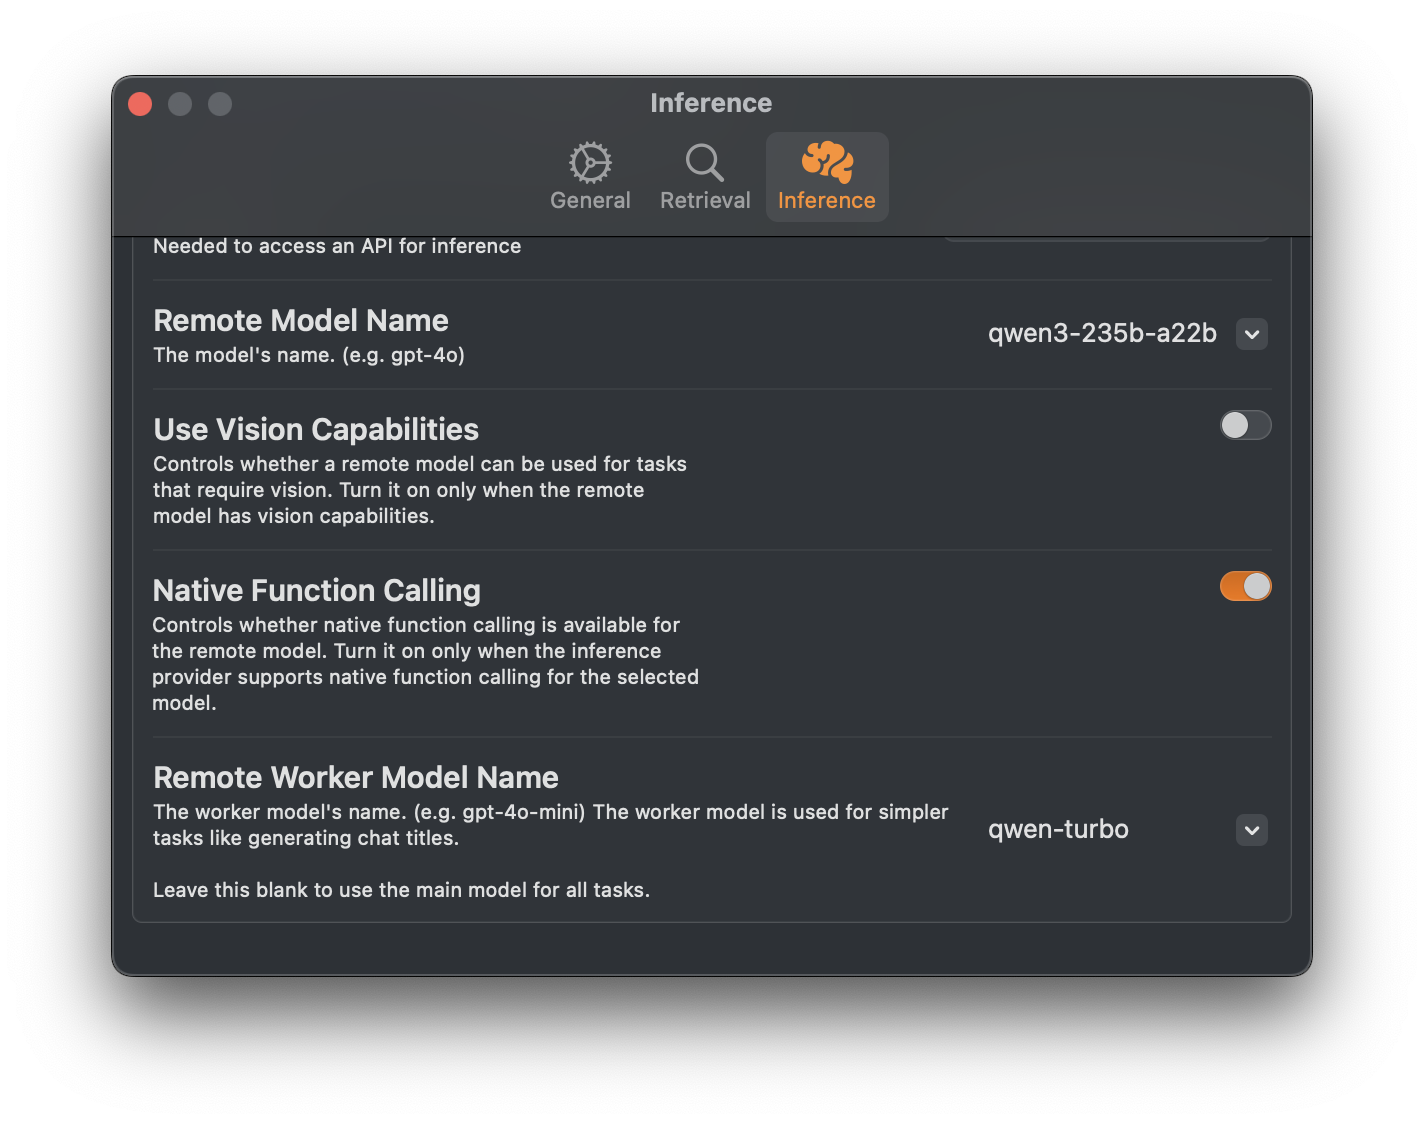 Inference
General
Retrieval
Inference
Needed to access an API for inference
Remote Model Name
The model's name. (e.g. gpt-4o)
qwen3-235b-a22b
Use Vision Capabilities
Controls whether a remote model can be used for tasks
that require vision. Turn it on only when the remote
model has vision capabilities.
Native Function Calling
Controls whether native function calling is available for
the remote model. Turn it on only when the inference
provider supports native function calling for the selected
model.
Remote Worker Model Name
The worker model's name. (e.g. gpt-4o-mini) The worker model is used for simpler
tasks like generating chat titles.
qwen-turbo
Leave this blank to use the main model for all tasks.